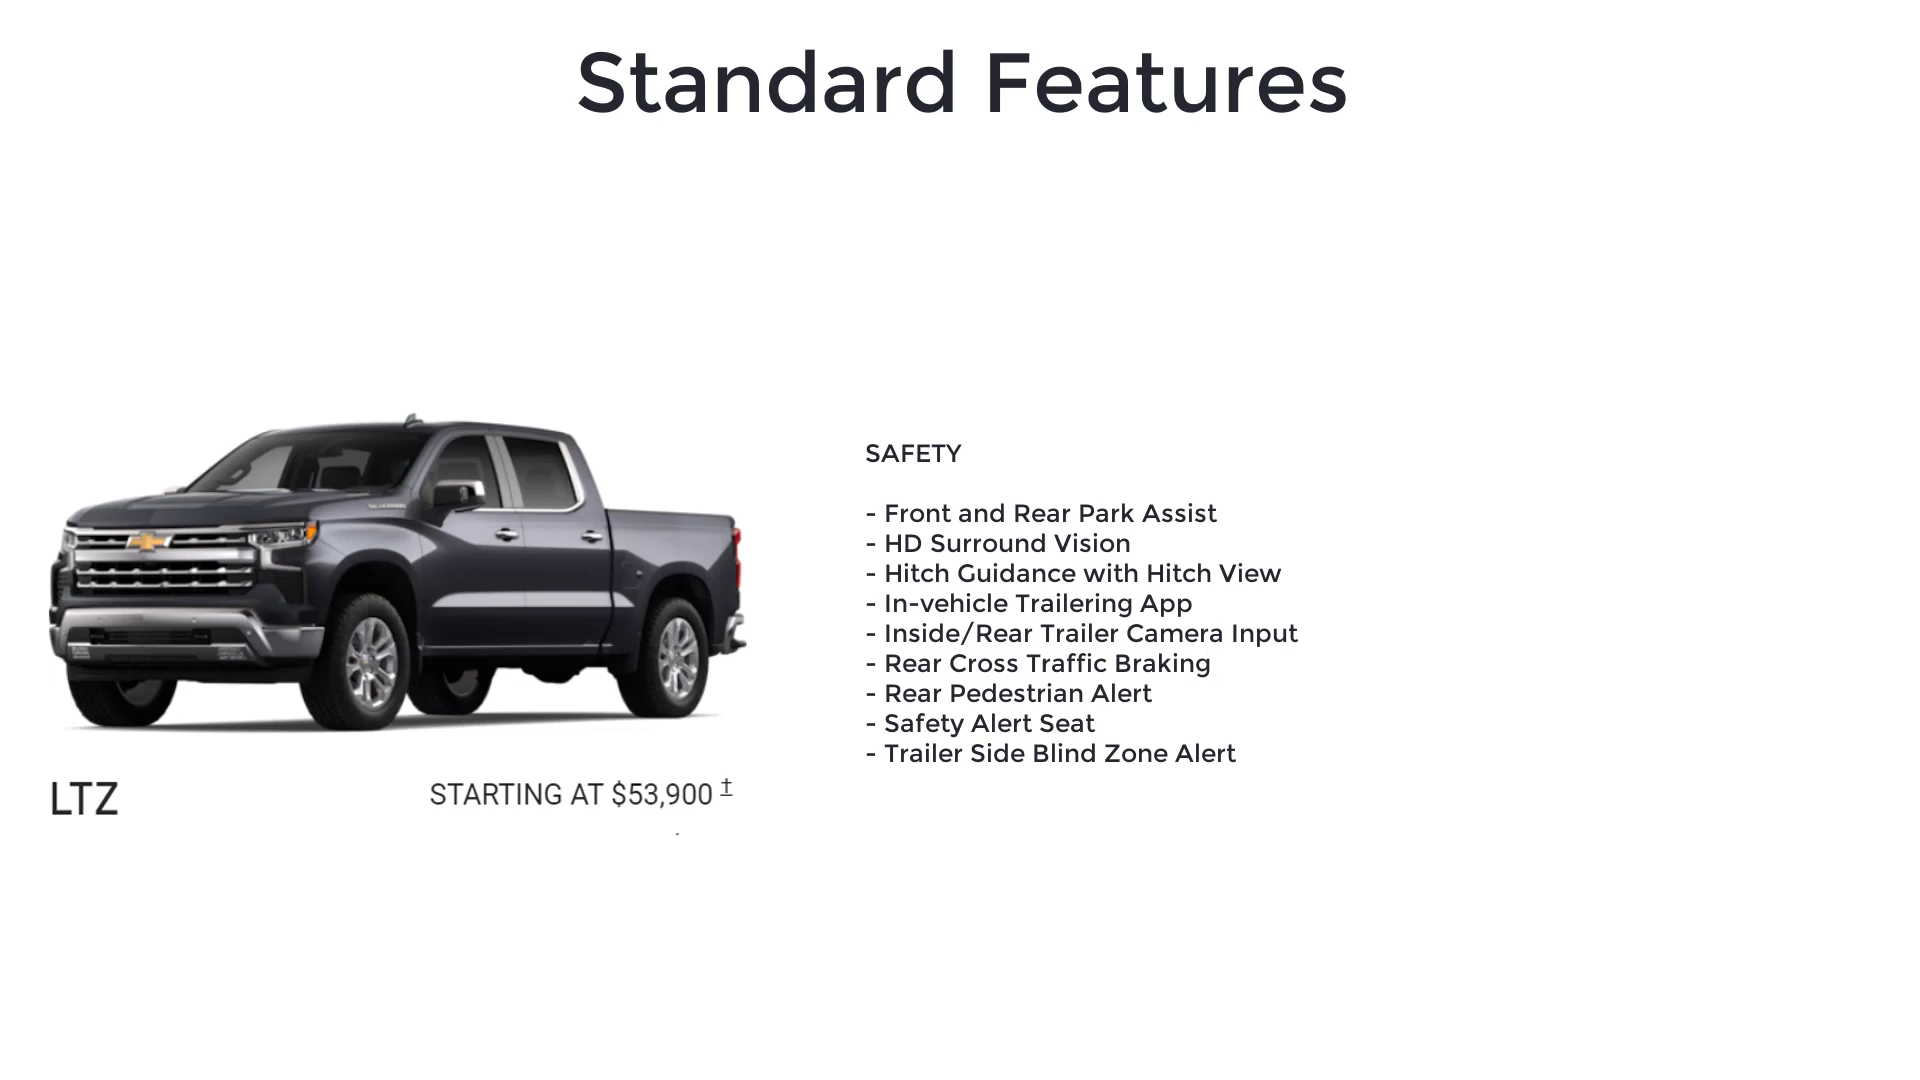 Standard Features
SAFETY
- Front and Rear Park Assist
- HD Surround Vision
- Hitch Guidance with Hitch View
- In-vehicle Trailering App
- Inside/Rear Trailer Camera Input
- Rear Cross Traffic Braking
- Rear Pedestrian Alert
- Safety Alert Seat
- Trailer Side Blind Zone Alert
LTZ
STARTING AT $53,900 †